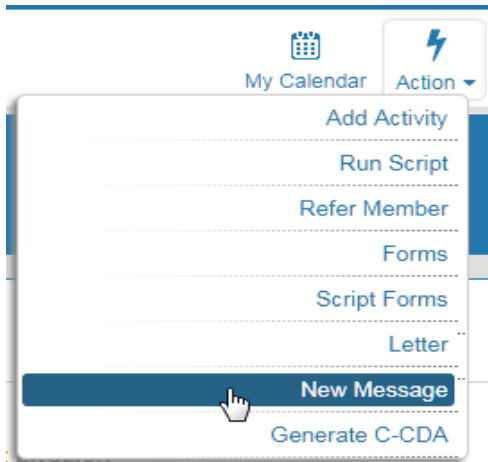 My Calendar Action
Add Activity
Run Script
Refer Member
Forms
Script Forms
Letter
New Message
Generate C-CDA